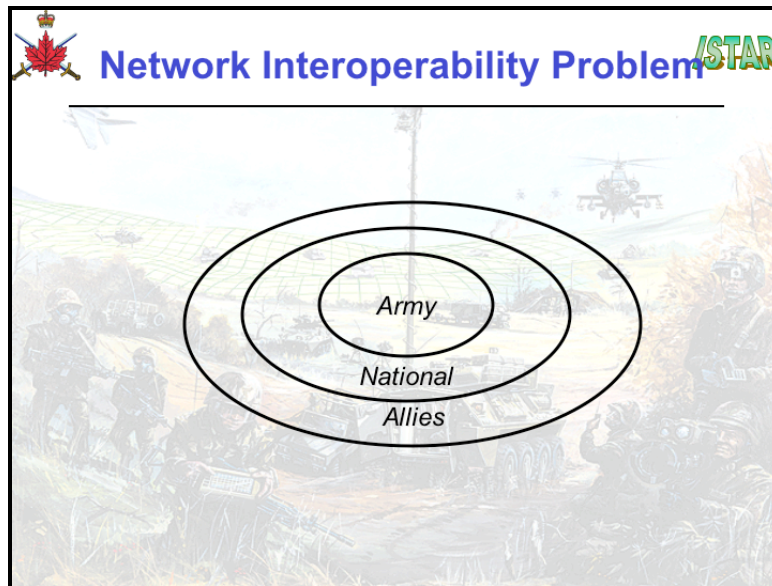 Network Interoperability Problem
ISTAR
Army
National
Allies